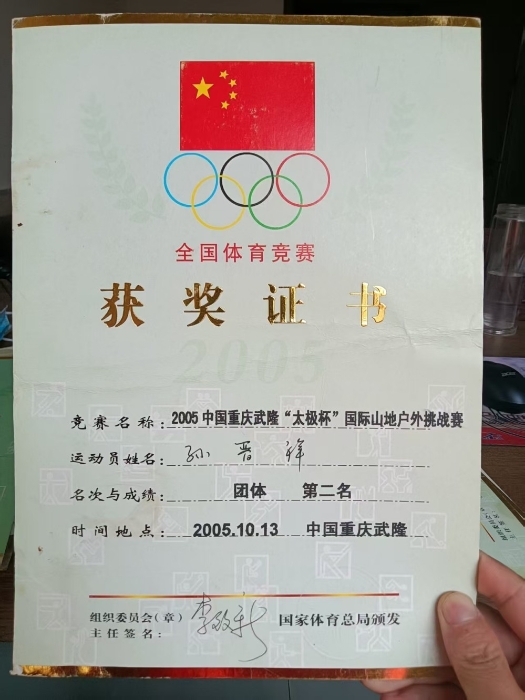 全国体育竞赛
获奖证书
2005
竞赛名称：2005中国重庆武隆“太极杯”国际山地户外挑战赛
运动员姓名：孙晋祥
名次与成绩：团体 第二名
时间地点：2005.10.13 中国重庆武隆
组织委员会（章）
主任签名： 国家体育总局颁发